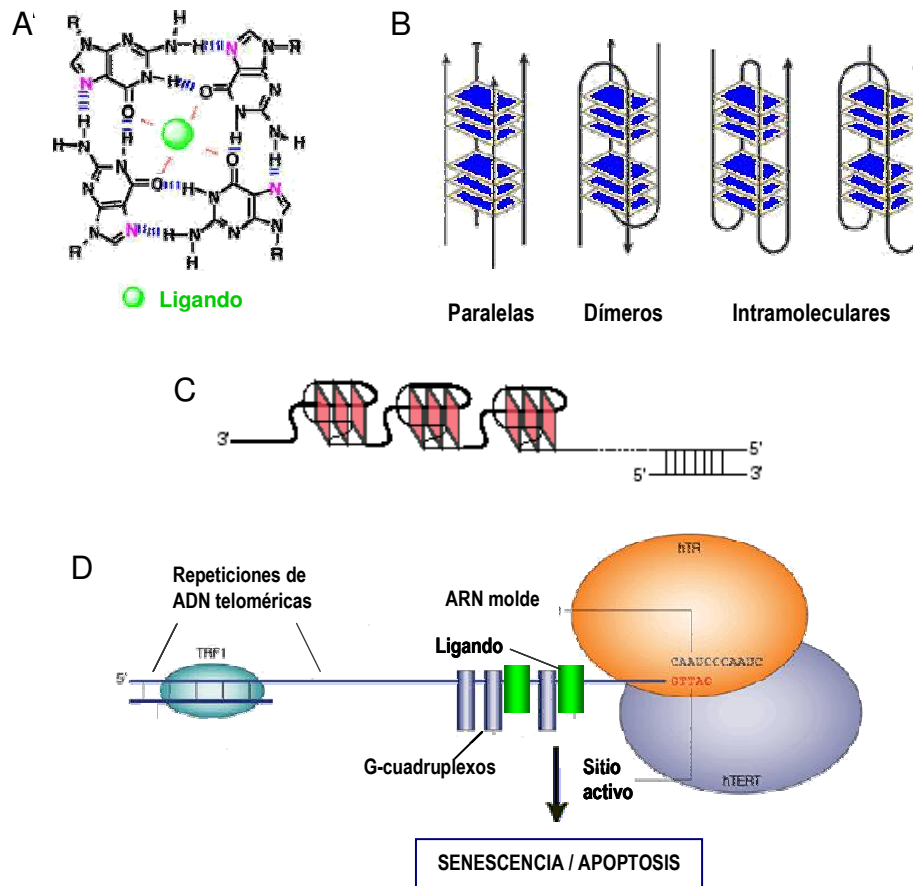 A'
R
N
N
N
H
H
N
N
R
N
N
N
H
O
O
N
N
H
H
N
H
H
H
N
H
N
N
O
O
H
N
N
N
N
R
N
H
H
N
N
N
R
Ligando
B
Paralelas
Dímeros
Intramoleculares
C
3'
5'
5'
3'
D
Repeticiones de
ADN teloméricas
TRF1
5'
ARN molde
Ligando
hTR
CAAUCCCAAUC
GTTAG
G-cuadruplexos
Sitio
activo
hTERT
SENESCENCIA / APOPTOSIS